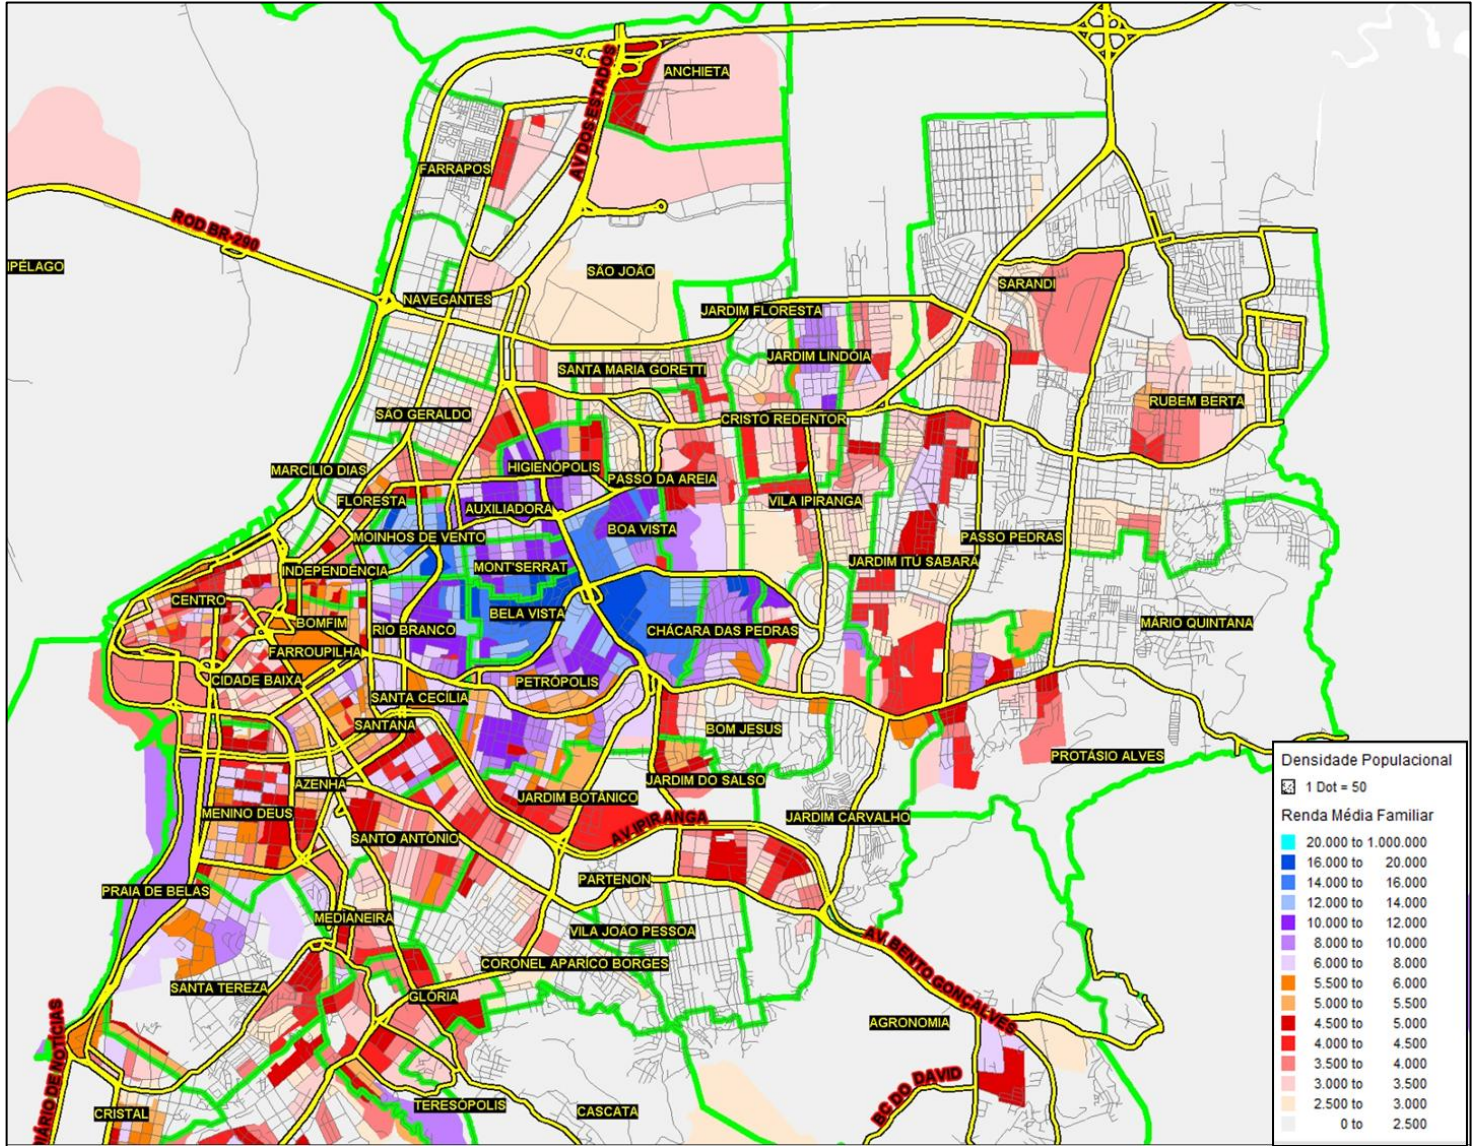 ANCHIETA
AV DOS ESTADOS
FARRAPOS
ROD BR-290
IPÉLAGO
SÃO JOÃO
SARANDI
NAVEGANTES
JARDIM FLORESTA
JARDIM LINDÓIA
SANTA MARIA GORETTI
RUBEM BERTA
SÃO GERALDO
CRISTO REDENTOR
MARCÍLIO DIAS
HIGIENÓPOLIS
PASSO DA AREIA
FLORESTA
VILA IPIRANGA
AUXILIADORA
BOA VISTA
MOINHOS DE VENTO
PASSO PEDRAS
MONT'SERRAT
JARDIM ITÚ SABARÁ
INDEPENDÊNCIA
CENTRO
BELA VISTA
BOMFIM
RIO BRANCO
CHÁCARA DAS PEDRAS
MÁRIO QUINTANA
FARROUPILHA
CIDADE BAIXA
PETRÓPOLIS
SANTA CECÍLIA
SANTANA
BOM JESUS
PROTÁSIO ALVES
AZENHA
JARDIM DO SALSO
JARDIM BOTÂNICO
MENINO DEUS
AV.IPIRANGA
JARDIM CARVALHO
SANTO ANTÔNIO
PARTENON
PRAIA DE BELAS
MEDIANEIRA
VILA JOÃO PESSOA
AV. BENTO GONÇALVES
CORONEL APARICO BORGES
SANTA TEREZA
GLÓRIA
AGRONOMIA
DIÁRIO DE NOTÍCIAS
BC DO DAVID
TERESÓPOLIS
CASCATA
CRISTAL
Densidade Populacional
1 Dot = 50
Renda Média Familiar
20.000 to 1.000.000
16.000 to 20.000
14.000 to 16.000
12.000 to 14.000
10.000 to 12.000
8.000 to 10.000
6.000 to 8.000
5.500 to 6.000
5.000 to 5.500
4.500 to 5.000
4.000 to 4.500
3.500 to 4.000
3.000 to 3.500
2.500 to 3.000
0 to 2.500